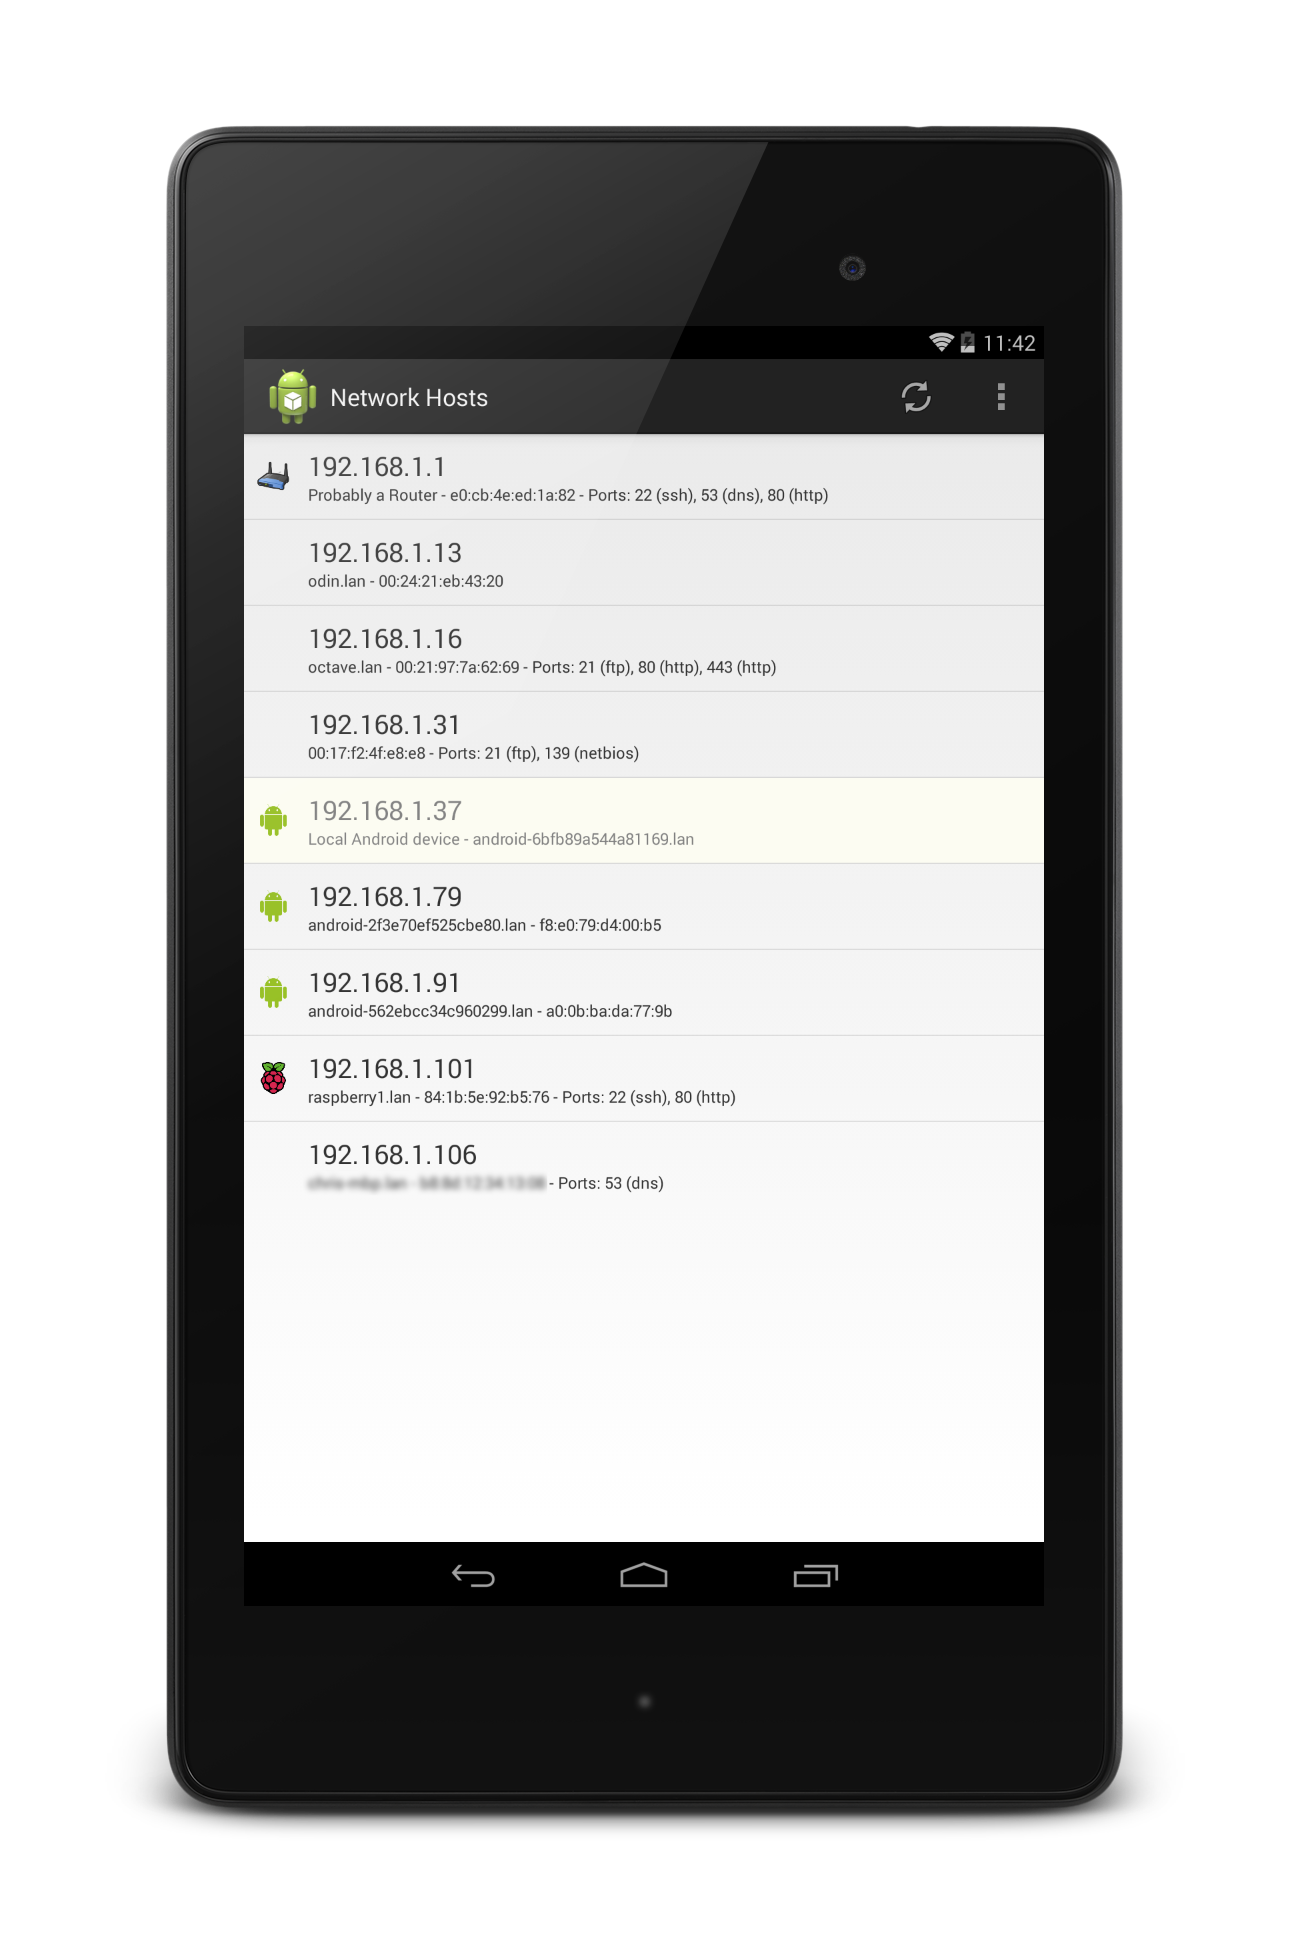 11:42
Network Hosts
192.168.1.1
Probably a Router - e0:cb:4e:ed:1a:82 - Ports: 22 (ssh), 53 (dns), 80 (http)
192.168.1.13
odin.lan - 00:24:21:eb:43:20
192.168.1.16
octave.lan - 00:21:97:7a:62:69 - Ports: 21 (ftp), 80 (http), 443 (http)
192.168.1.31
00:17:f2:4f:e8:e8 - Ports: 21 (ftp), 139 (netbios)
192.168.1.37
Local Android device - android-6bfb89a544a81169.lan
192.168.1.79
android-2f3e70ef525cbe80.lan - f8:e0:79:d4:00:b5
192.168.1.91
android-562ebcc34c960299.lan - a0:0b:ba:da:77:9b
192.168.1.101
raspberry1.lan - 84:1b:5e:92:b5:76 - Ports: 22 (ssh), 80 (http)
192.168.1.106
- Ports: 53 (dns)